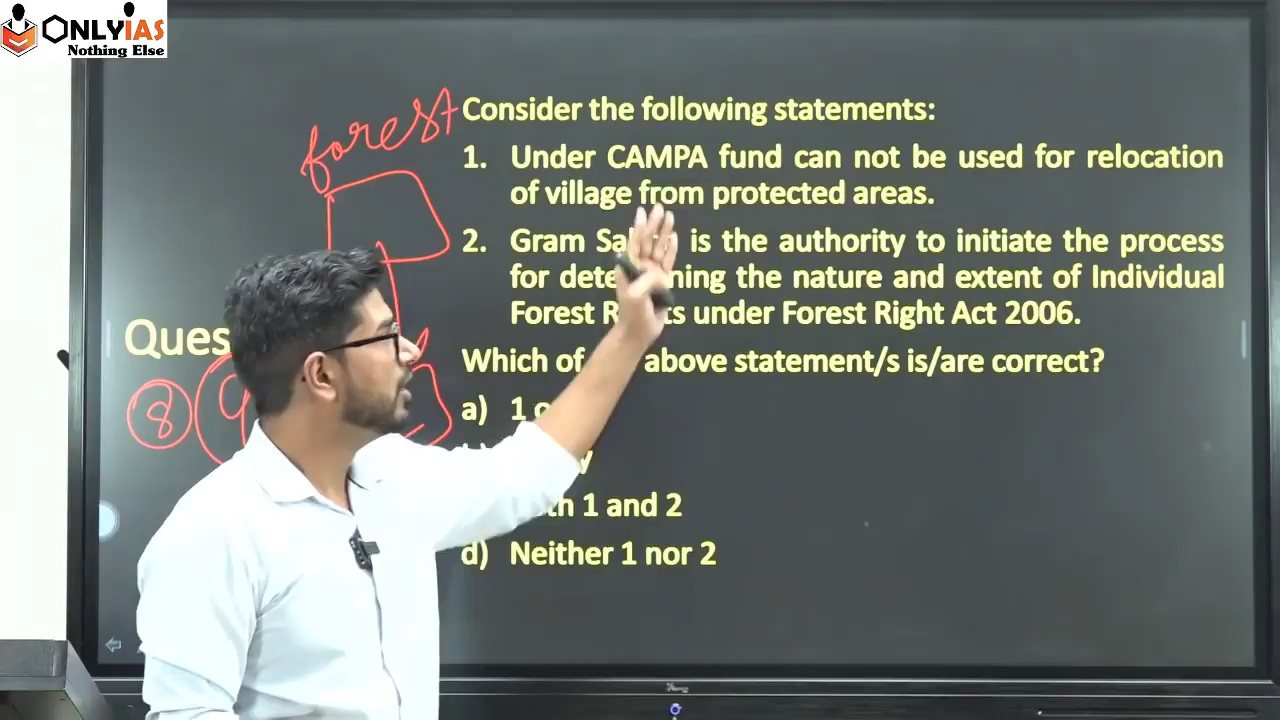 ONLYIAS
Nothing Else
forest
Consider the following statements:
1. Under CAMPA fund can not be used for relocation
of village from protected areas.
2. Gram is the authority to initiate the process
for the nature and extent of Individual
Forest under Forest Right Act 2006.
Which of above statement/s is/are correct?
a) 1
1 and 2
d) Neither 1 nor 2
8